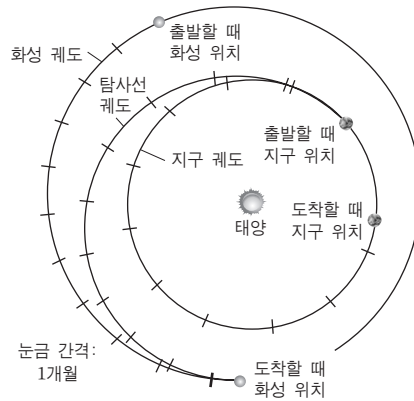 출발할 때
화성 위치
화성 궤도
탐사선
궤도
출발할 때
지구 위치
지구 궤도
도착할 때
지구 위치
태양
눈금 간격:
1개월
도착할 때
화성 위치